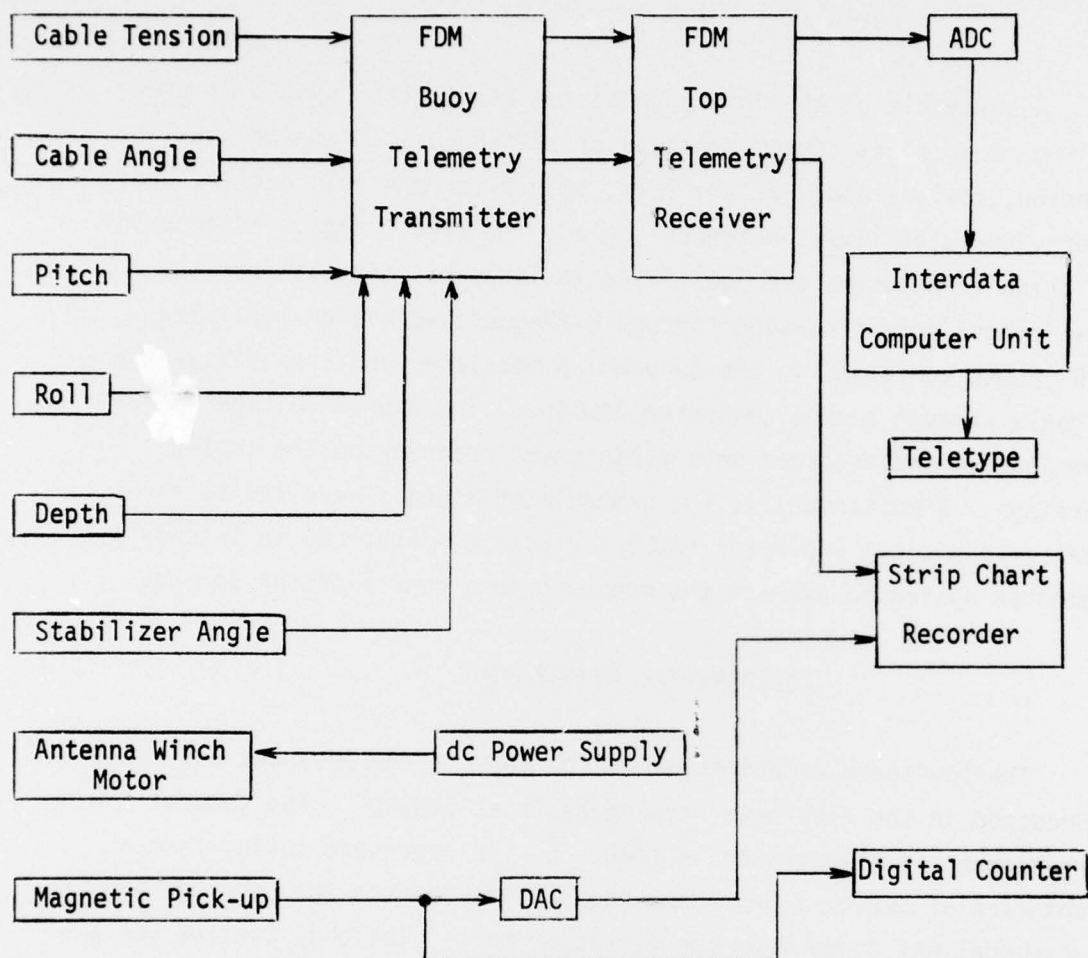 Cable Tension
Cable Angle
Pitch
Roll
Depth
Stabilizer Angle
FDM
Buoy
Telemetry
Transmitter
FDM
Top
Telemetry
Receiver
ADC
Interdata
Computer Unit
Teletype
Strip Chart
Recorder
Antenna Winch
Motor
dc Power Supply
Magnetic Pick-up
DAC
Digital Counter